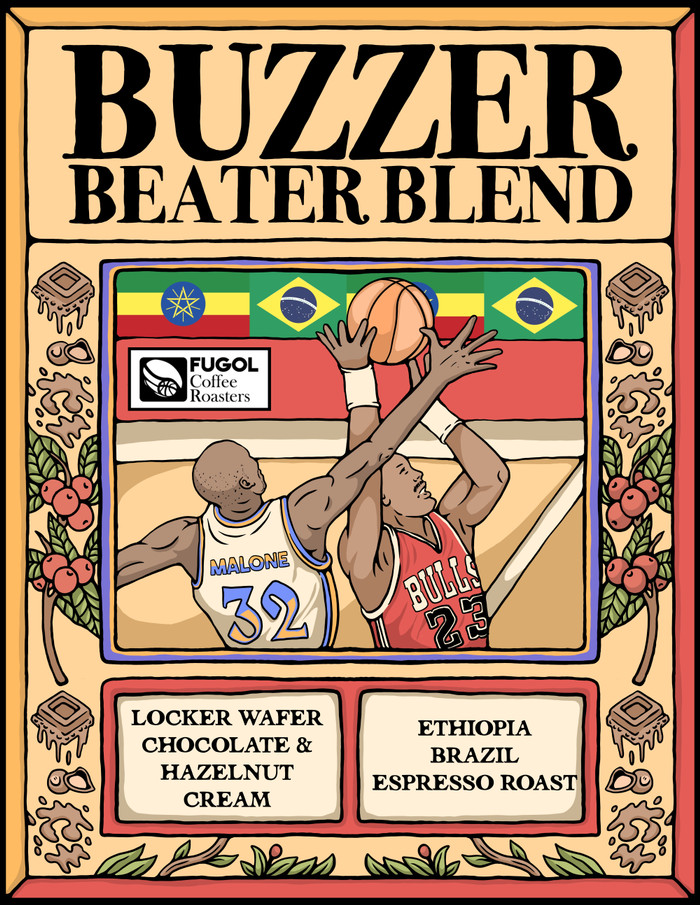 BUZZER
BEATER BLEND
FUGOL
Coffee
Roasters
MALONE
32
BULLS
23
LOCKER WAFER
CHOCOLATE &
HAZELNUT
CREAM
ETHIOPIA
BRAZIL
ESPRESSO ROAST